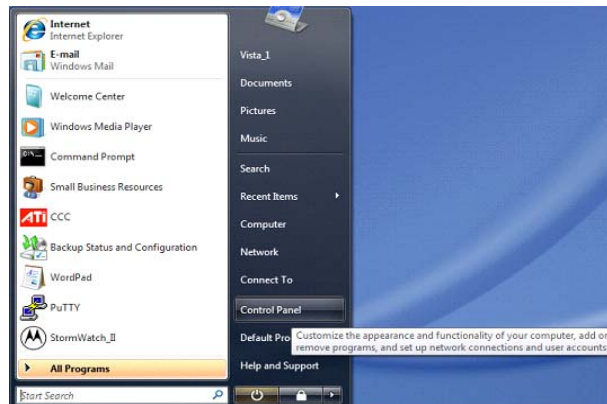 Internet
Internet Explorer
E-mail
Windows Mail
Welcome Center
Windows Media Player
Command Prompt
Small Business Resources
ATI CCC
Backup Status and Configuration
WordPad
PuTTY
StormWatch_II
All Programs
Start Search
Vista_1
Documents
Pictures
Music
Search
Recent Items
Computer
Network
Connect To
Control Panel
Default Pro
Customize the appearance and functionality of your computer, add or
remove programs, and set up network connections and user accounts
Help and Support